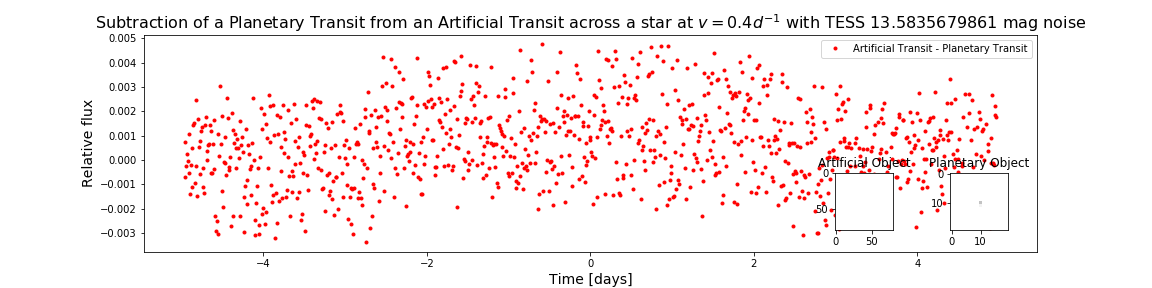 Subtraction of a Planetary Transit from an Artificial Transit across a star at v = 0.4d⁻¹ with TESS 13.5835679861 mag noise
Relative flux
0.005
0.004
0.003
0.002
0.001
0.000
−0.001
−0.002
−0.003
Artificial Transit - Planetary Transit
Artificial Object
0
50
0 50
Planetary Object
0
10
0 10
−4 −2 0 2 4
Time [days]